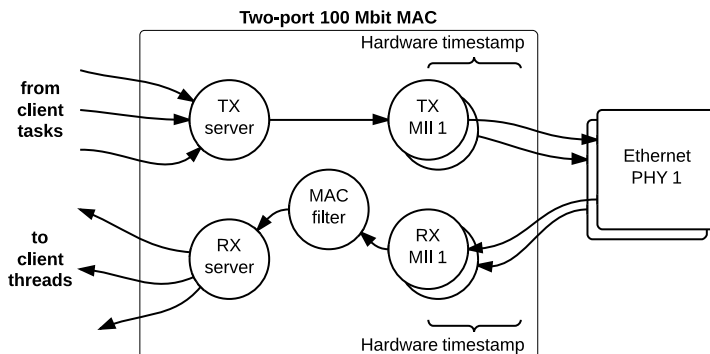 Two-port 100 Mbit MAC
Hardware timestamp
from
client
tasks
TX
server
TX
MII 1
Ethernet
PHY 1
MAC
filter
to
client
threads
RX
server
RX
MII 1
Hardware timestamp